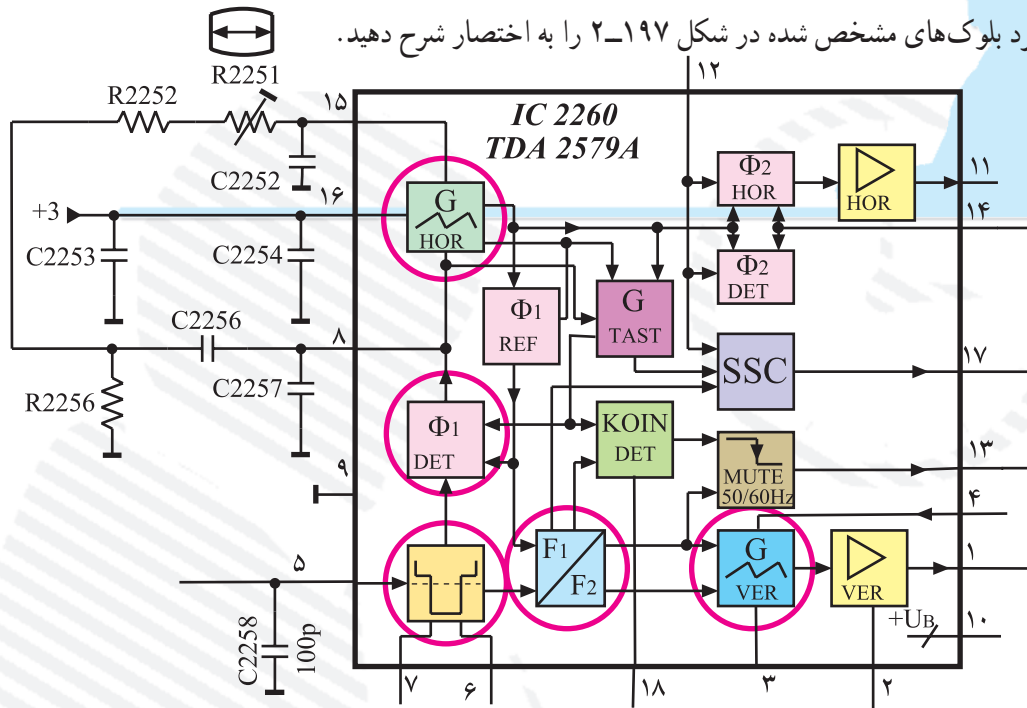 رد بلوک‌های مشخص شده در شکل ۱۹۷ــ۲ را به اختصار شرح دهید.
R2251
R2252
۱۵
۱۲
IC 2260
TDA 2579A
C2252
Φ2
HOR
HOR
۱۱
+3
۱۶
G
HOR
۱۴
C2253
C2254
Φ2
DET
Φ1
REF
G
TAST
C2256
۸
SSC
۱۷
R2256
C2257
Φ1
DET
KOIN
DET
MUTE
50/60Hz
۱۳
۹
۴
۵
F1
F2
G
VER
VER
۱
+UB
۱۰
C2258
100p
۷
۶
۱۸
۳
۲